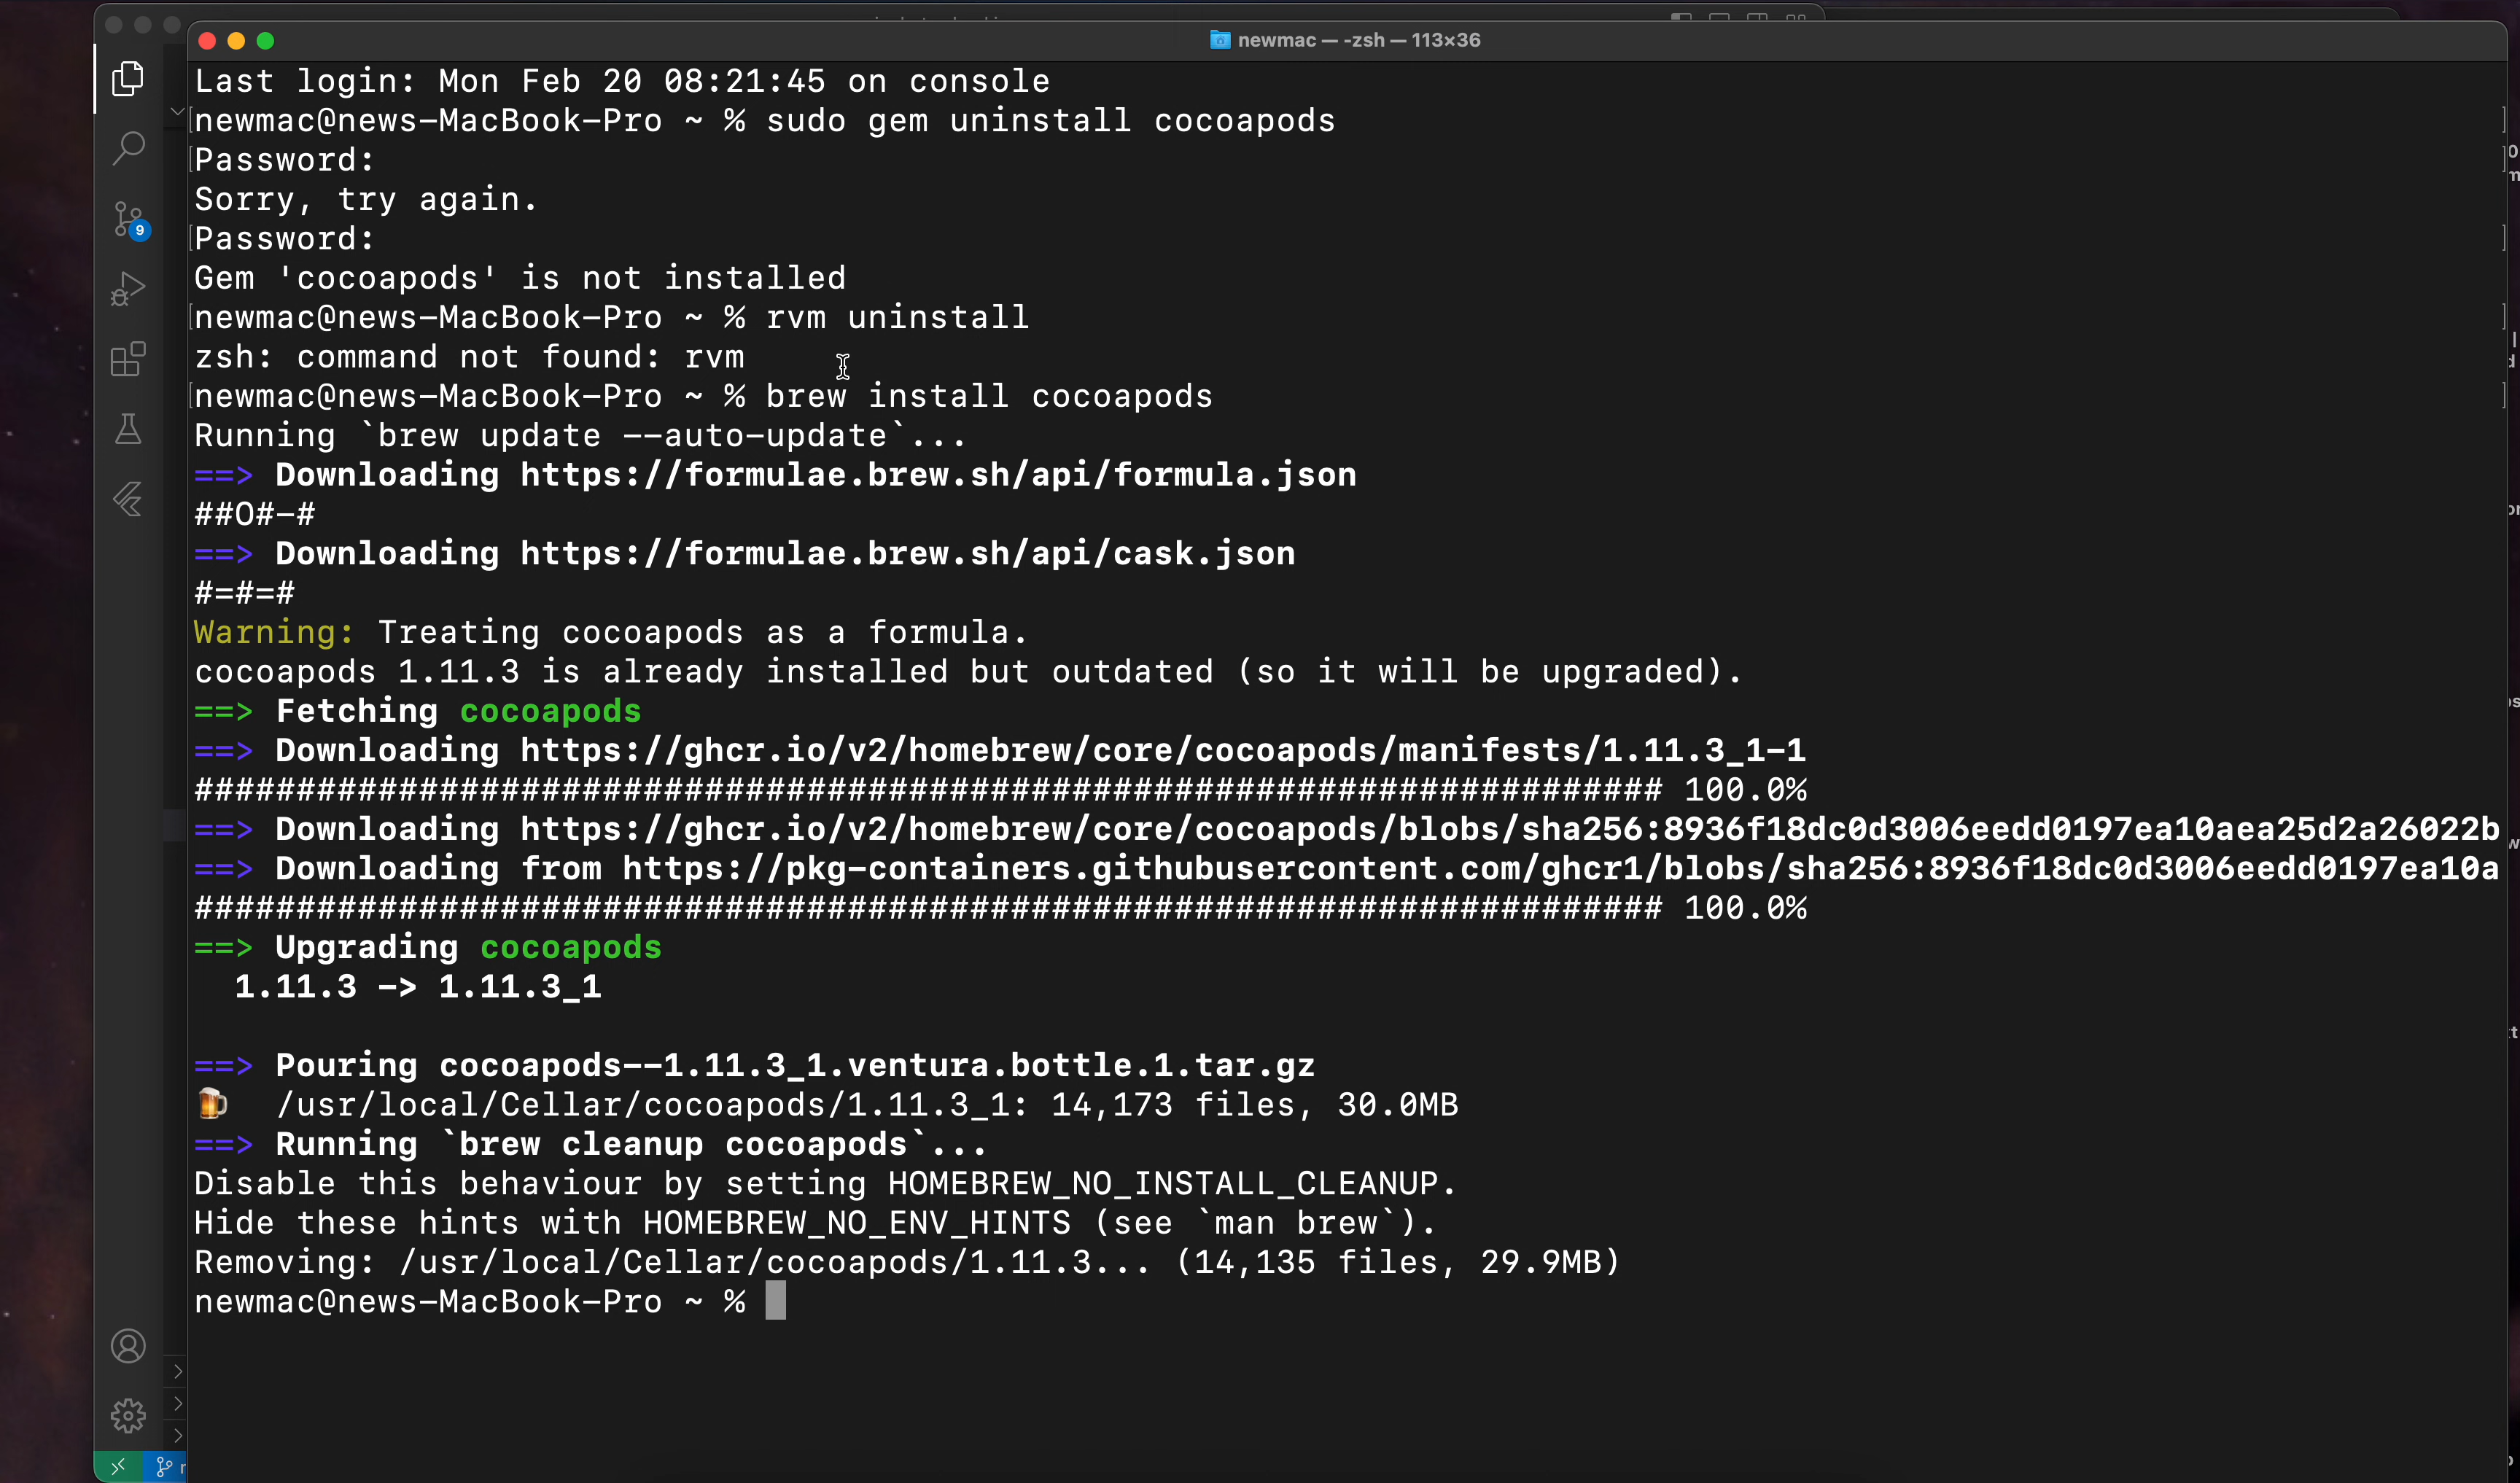 newmac — -zsh — 113×36
Last login: Mon Feb 20 08:21:45 on console
newmac@news-MacBook-Pro ~ % sudo gem uninstall cocoapods
Password:
Sorry, try again.
Password:
Gem 'cocoapods' is not installed
newmac@news-MacBook-Pro ~ % rvm uninstall
zsh: command not found: rvm
newmac@news-MacBook-Pro ~ % brew install cocoapods
Running `brew update --auto-update`...
==> Downloading https://formulae.brew.sh/api/formula.json
##O#-#
==> Downloading https://formulae.brew.sh/api/cask.json
#=#=#
Warning: Treating cocoapods as a formula.
cocoapods 1.11.3 is already installed but outdated (so it will be upgraded).
==> Fetching cocoapods
==> Downloading https://ghcr.io/v2/homebrew/core/cocoapods/manifests/1.11.3_1-1
######################################################################## 100.0%
==> Downloading https://ghcr.io/v2/homebrew/core/cocoapods/blobs/sha256:8936f18dc0d3006eedd0197ea10aea25d2a26022b
==> Downloading from https://pkg-containers.githubusercontent.com/ghcr1/blobs/sha256:8936f18dc0d3006eedd0197ea10a
######################################################################## 100.0%
==> Upgrading cocoapods
  1.11.3 -> 1.11.3_1
==> Pouring cocoapods--1.11.3_1.ventura.bottle.1.tar.gz
🍺  /usr/local/Cellar/cocoapods/1.11.3_1: 14,173 files, 30.0MB
==> Running `brew cleanup cocoapods`...
Disable this behaviour by setting HOMEBREW_NO_INSTALL_CLEANUP.
Hide these hints with HOMEBREW_NO_ENV_HINTS (see `man brew`).
Removing: /usr/local/Cellar/cocoapods/1.11.3... (14,135 files, 29.9MB)
newmac@news-MacBook-Pro ~ %
9